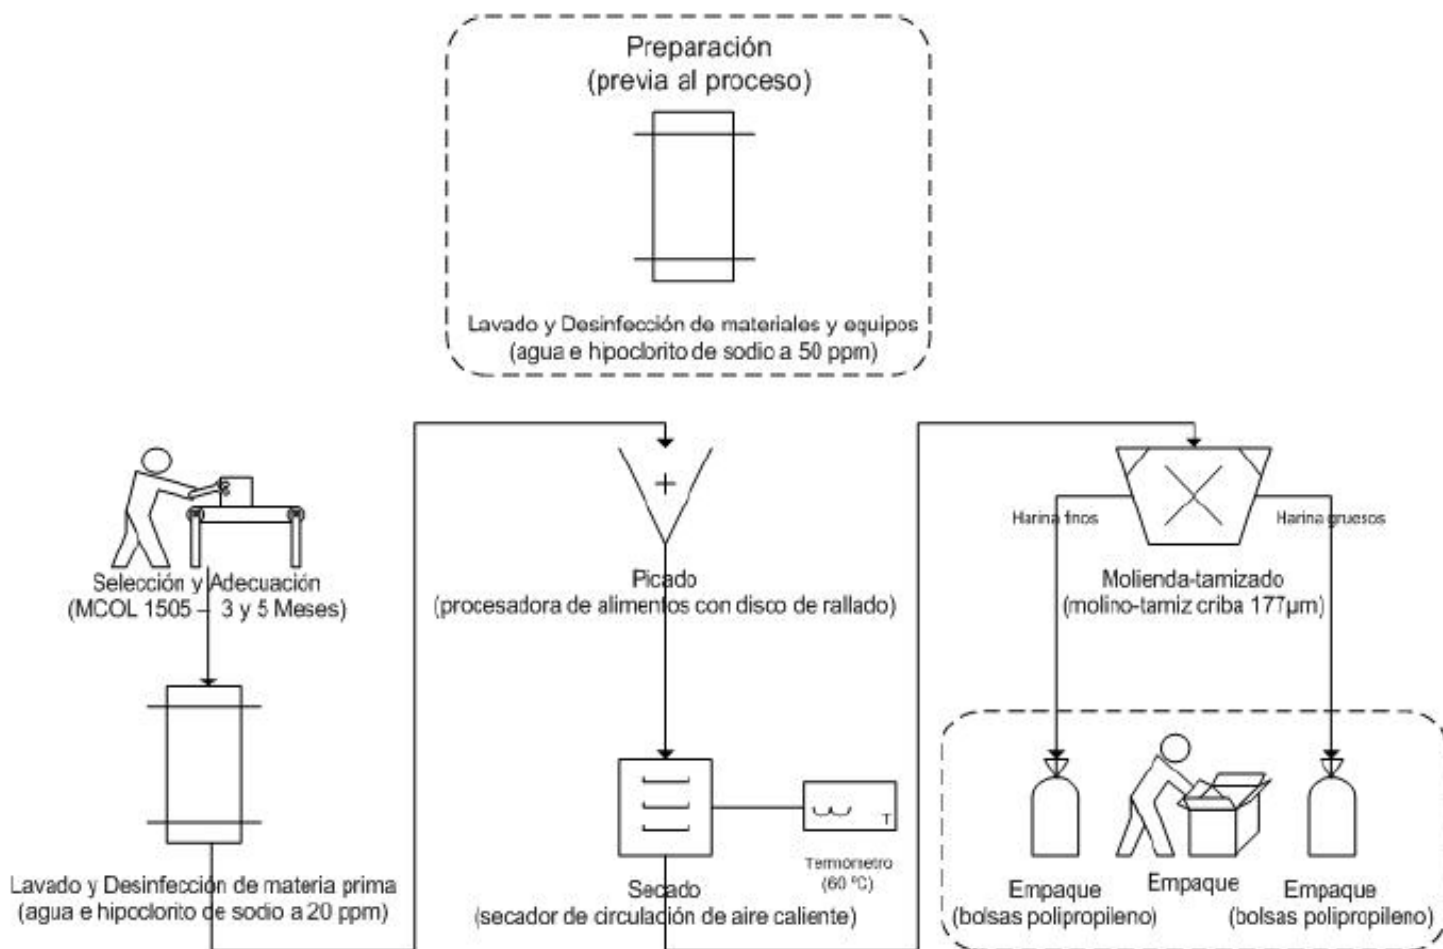 Preparación
(previa al proceso)
Lavado y Desinfección de materiales y equipos
(agua e hipoclorito de sodio a 50 ppm)
Selección y Adecuación
(MCOL 1505 – 3 y 5 Meses)
Lavado y Desinfección de materia prima
(agua e hipoclorito de sodio a 20 ppm)
Picado
(procesadora de alimentos con disco de rallado)
Secado
(secador de circulación de aire caliente)
T
Termómetro
(60 ºC)
Harina finos
Harina gruesos
Molienda-tamizado
(molino-tamiz criba 177µm)
Empaque
(bolsas polipropileno)
Empaque
Empaque
(bolsas polipropileno)